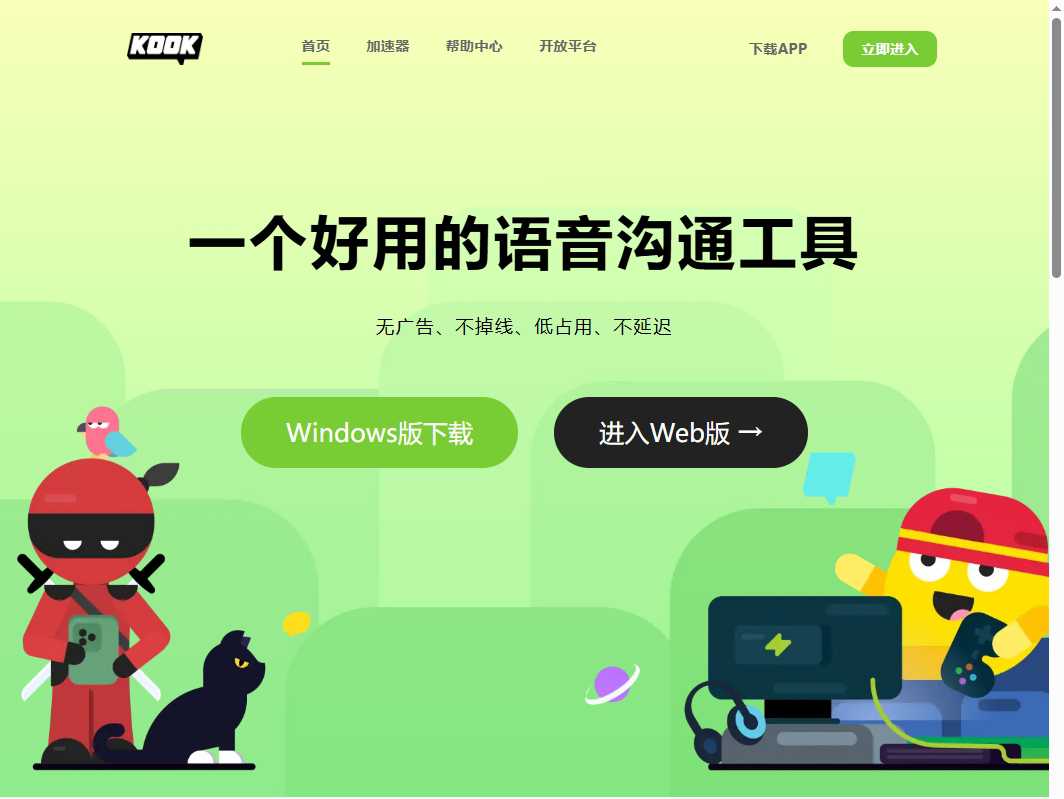 KOOK
首页
加速器
帮助中心
开放平台
下载APP
立即进入
一个好用的语音沟通工具
无广告、不掉线、低占用、不延迟
Windows版下载
进入Web版 →